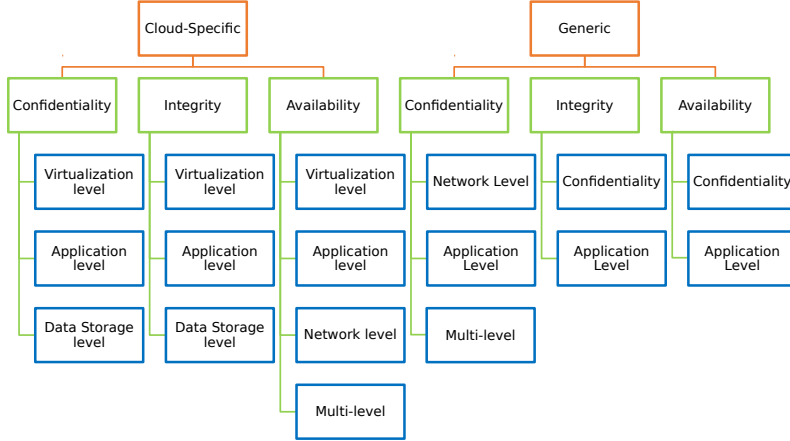 Cloud-Specific
Generic
Confidentiality
Integrity
Availability
Confidentiality
Integrity
Availability
Virtualization
level
Virtualization
level
Virtualization
level
Network Level
Confidentiality
Confidentiality
Application
level
Application
level
Application
level
Application
Level
Application
Level
Application
Level
Data Storage
level
Data Storage
level
Network level
Multi-level
Multi-level